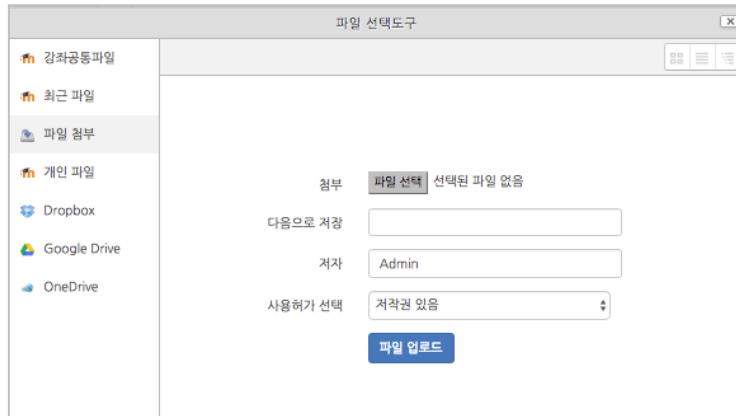 파일 선택도구
강좌공통파일
최근 파일
파일 첨부
개인 파일
Dropbox
Google Drive
OneDrive
첨부 파일 선택 선택된 파일 없음
다음으로 저장
저자 Admin
사용허가 선택 저작권 있음
파일 업로드